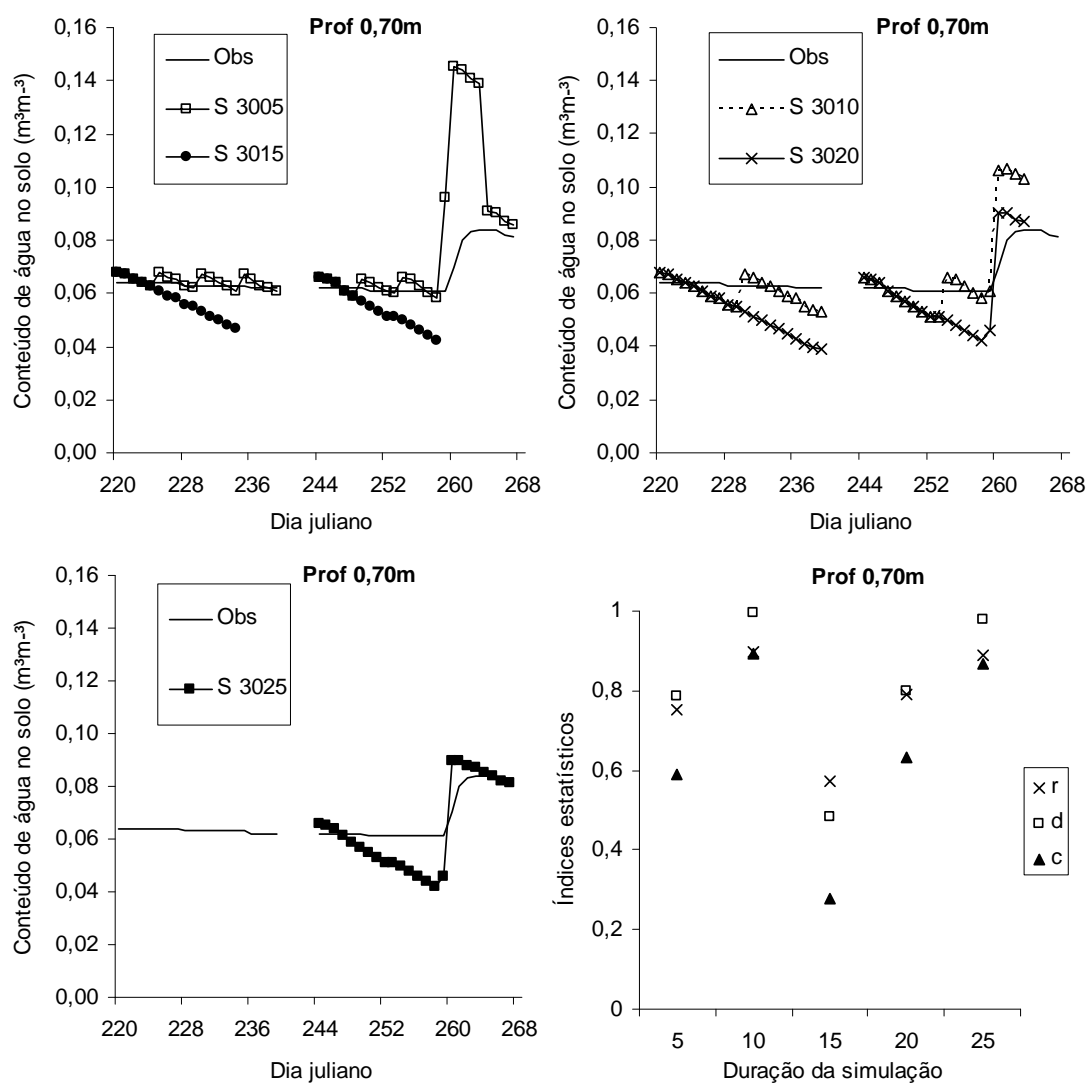 Prof 0,70m
Conteúdo de água no solo (m³m-³)
0,16
0,14
0,12
0,10
0,08
0,06
0,04
0,02
0,00
Obs
S 3005
S 3015
220 228 236 244 252 260 268
Dia juliano
Prof 0,70m
Conteúdo de água no solo (m³m-³)
0,16
0,14
0,12
0,10
0,08
0,06
0,04
0,02
0,00
Obs
S 3010
S 3020
220 228 236 244 252 260 268
Dia juliano
Prof 0,70m
Conteúdo de água no solo (m³m-³)
0,16
0,14
0,12
0,10
0,08
0,06
0,04
0,02
0,00
Obs
S 3025
220 228 236 244 252 260 268
Dia juliano
Prof 0,70m
Índices estatísticos
1
0,8
0,6
0,4
0,2
0
r
d
c
5 10 15 20 25
Duração da simulação